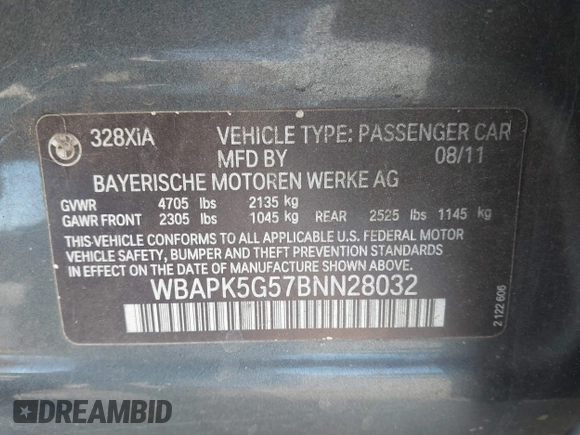 328XiA VEHICLE TYPE: PASSENGER CAR
MFD BY 08/11
BAYERISCHE MOTOREN WERKE AG
GVWR 4705 lbs 2135 kg
GAWR FRONT 2305 lbs 1045 kg REAR 2525 lbs 1145 kg
THIS VEHICLE CONFORMS TO ALL APPLICABLE U.S. FEDERAL MOTOR
VEHICLE SAFETY, BUMPER AND THEFT PREVENTION STANDARDS
IN EFFECT ON THE DATE OF MANUFACTURE SHOWN ABOVE.
WBAPK5G57BNN28032
2 122 606
DREAMBID